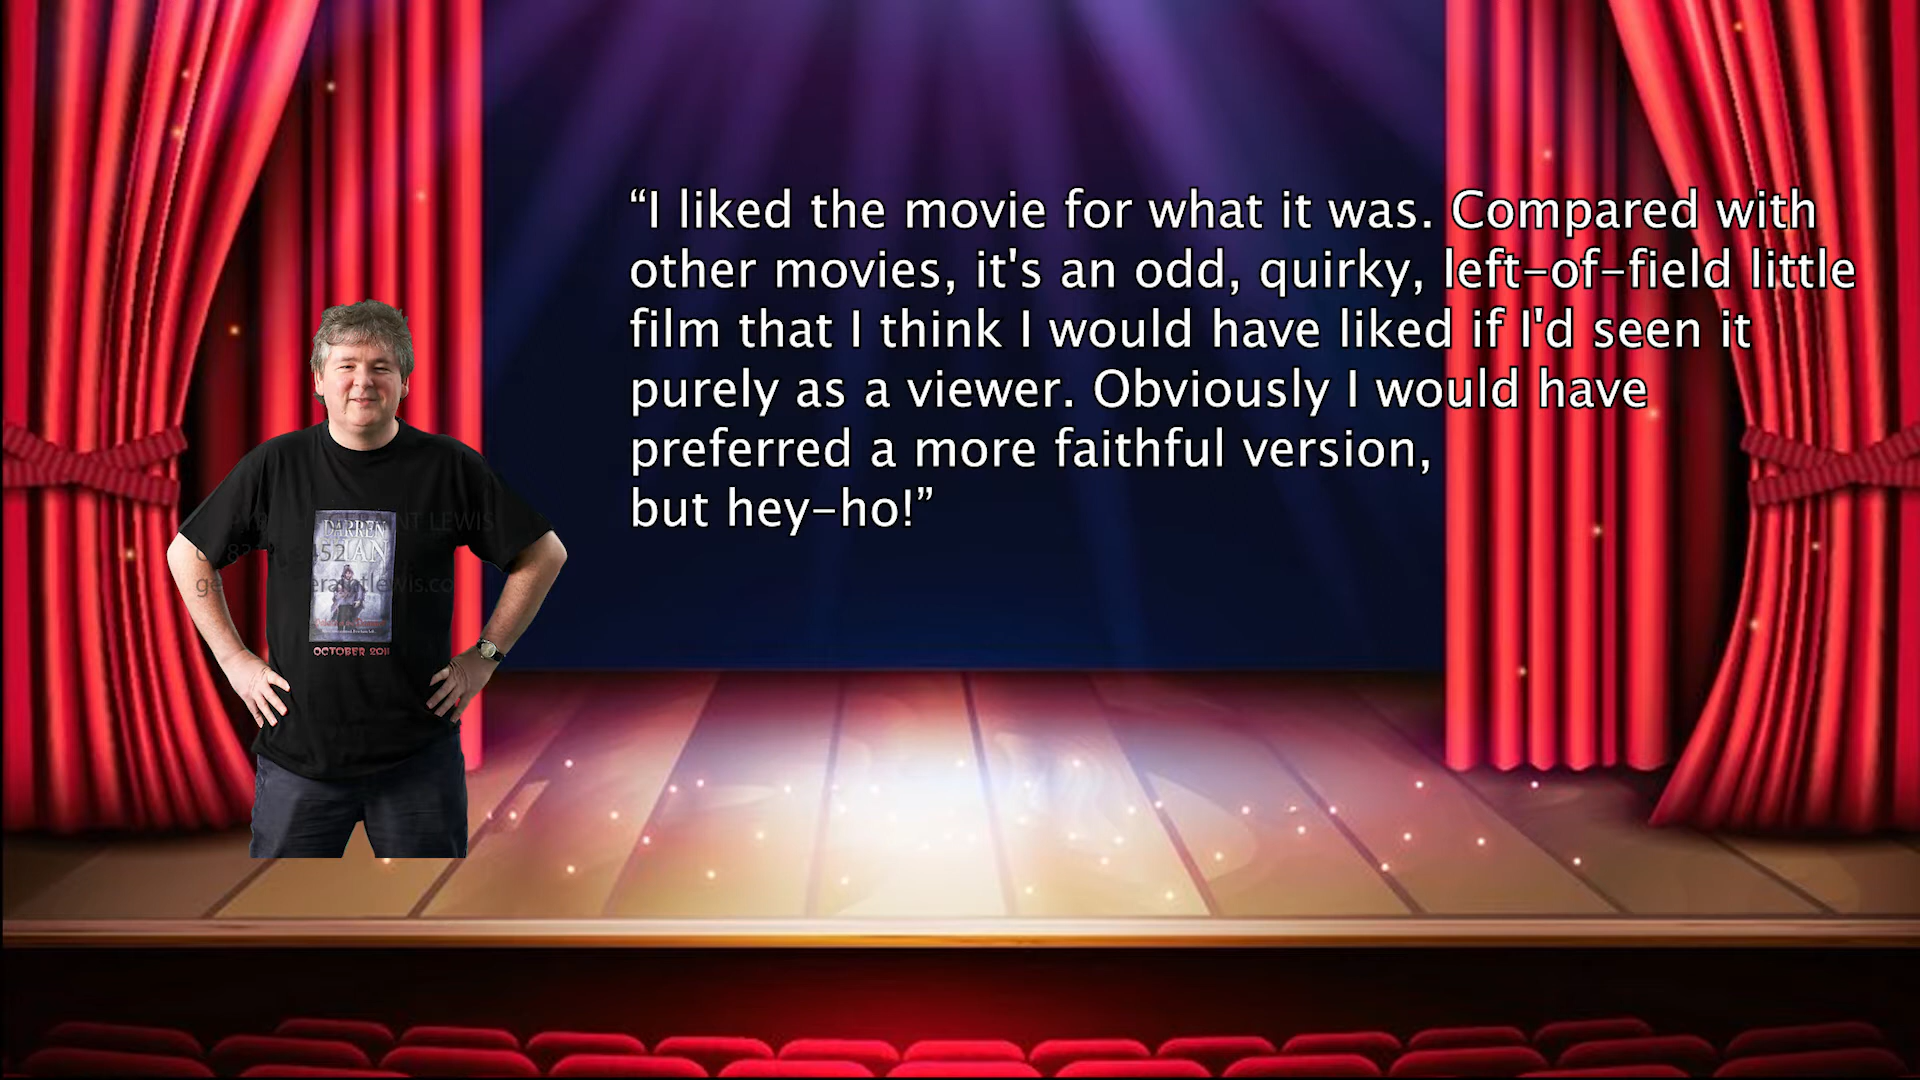 “I liked the movie for what it was. Compared with
other movies, it's an odd, quirky, left-of-field little
film that I think I would have liked if I'd seen it
purely as a viewer. Obviously I would have
preferred a more faithful version,
but hey-ho!”
GERAINT LEWIS
DARREN
OCTOBER 2011